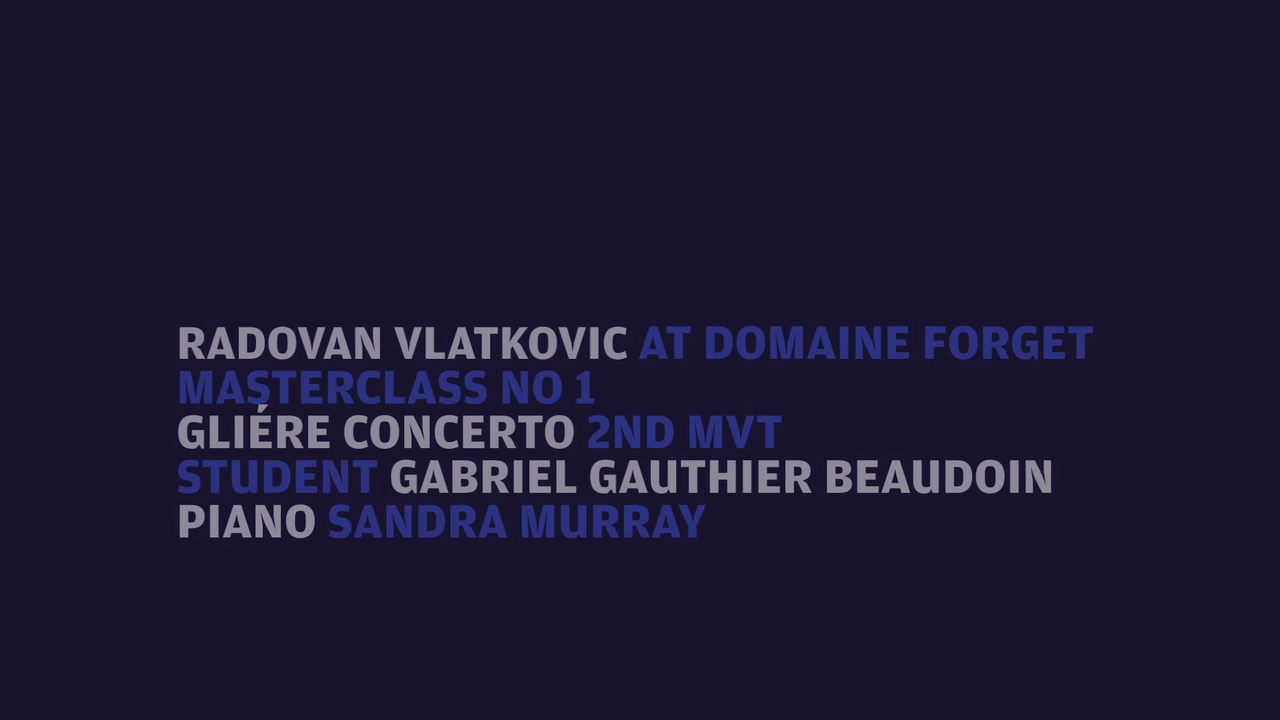 RADOVAN VLATKOVIC AT DOMAINE FORGET
MASTERCLASS NO 1
GLIÉRE CONCERTO 2ND MVT
STUDENT GABRIEL GAUTHIER BEAUDOIN
PIANO SANDRA MURRAY